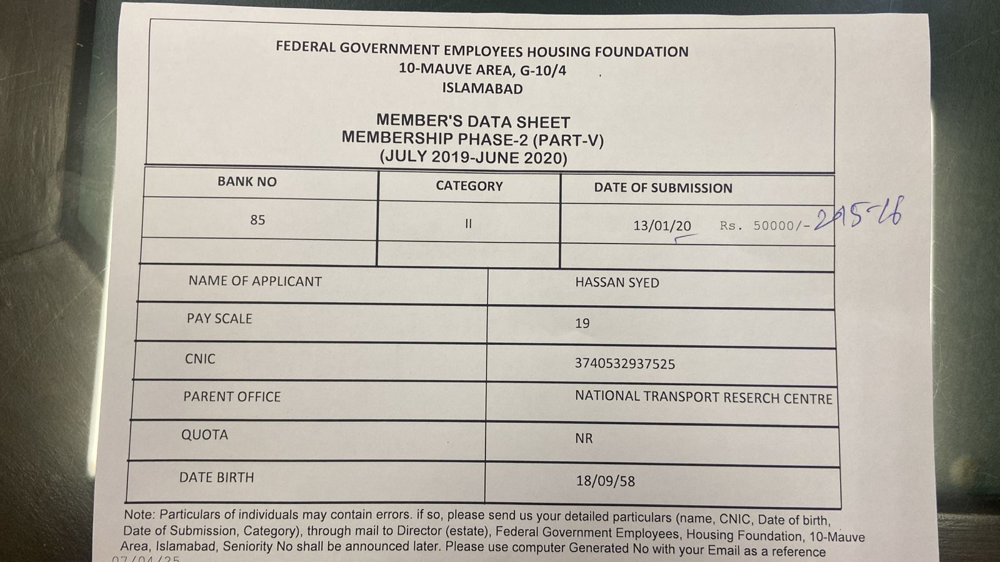 FEDERAL GOVERNMENT EMPLOYEES HOUSING FOUNDATION
10-MAUVE AREA, G-10/4
ISLAMABAD
MEMBER'S DATA SHEET
MEMBERSHIP PHASE-2 (PART-V)
(JULY 2019-JUNE 2020)
BANK NO CATEGORY DATE OF SUBMISSION
85 II 13/01/20 Rs. 50000/-
NAME OF APPLICANT HASSAN SYED
PAY SCALE 19
CNIC 3740532937525
PARENT OFFICE NATIONAL TRANSPORT RESERCH CENTRE
QUOTA NR
DATE BIRTH 18/09/58
Note: Particulars of individuals may contain errors. if so, please send us your detailed particulars (name, CNIC, Date of birth,
Date of Submission, Category), through mail to Director (estate), Federal Government Employees, Housing Foundation, 10-Mauve
Area, Islamabad, Seniority No shall be announced later. Please use computer Generated No with your Email as a reference
07/04/25